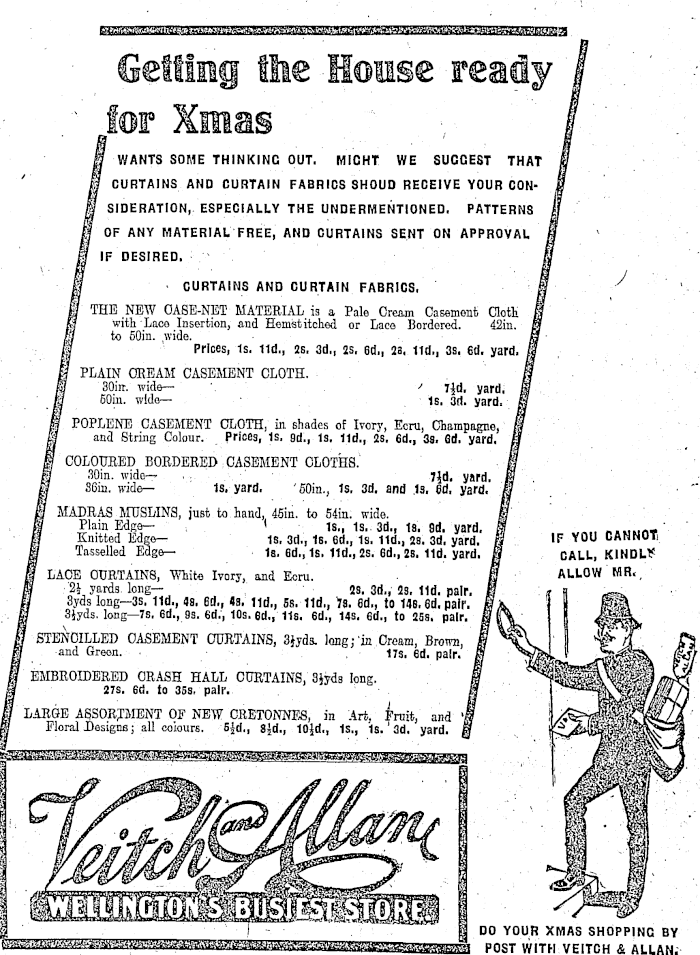 Getting the House ready
for Xmas
WANTS SOME THINKING OUT. MIGHT WE SUGGEST THAT
CURTAINS AND CURTAIN FABRICS SHOUD RECEIVE YOUR CON-
SIDERATION, ESPECIALLY THE UNDERMENTIONED. PATTERNS
OF ANY MATERIAL FREE, AND CURTAINS SENT ON APPROVAL
IF DESIRED.
CURTAINS AND CURTAIN FABRICS.
THE NEW CASE-NET MATERIAL is a Pale Cream Casement Cloth
with Lace Insertion, and Hemstitched or Lace Bordered. 42in.
to 50in. wide.
Prices, 1s. 11d., 2s. 3d., 2s. 6d., 2s. 11d., 3s. 6d. yard.
PLAIN CREAM CASEMENT CLOTH.
30in. wide— 7½d. yard.
50in. wide— 1s. 3d. yard.
POPLENE CASEMENT CLOTH, in shades of Ivory, Ecru, Champagne,
and String Colour. Prices, 1s. 9d., 1s. 11d., 2s. 6d., 3s. 6d. yard.
COLOURED BORDERED CASEMENT CLOTHS.
30in. wide— 7½d. yard.
36in. wide— 1s. yard. 50in., 1s. 3d. and 1s. 6d. yard.
MADRAS MUSLINS, just to hand, 45in. to 54in. wide.
Plain Edge— 1s., 1s. 3d., 1s. 9d. yard.
Knitted Edge— 1s. 3d., 1s. 6d., 1s. 11d., 2s. 3d. yard.
Tasselled Edge— 1s. 6d., 1s. 11d., 2s. 6d., 2s. 11d. yard.
LACE CURTAINS, White Ivory, and Ecru.
2½ yards long— 2s. 3d., 2s. 11d. pair.
3yds long—3s. 11d., 4s. 6d., 4s. 11d., 5s. 11d., 7s. 6d., to 14s. 6d. pair.
3½yds. long—7s. 6d., 9s. 6d., 10s. 6d., 11s. 6d., 14s. 6d., to 25s. pair.
STENCILLED CASEMENT CURTAINS, 3½yds. long; in Cream, Brown,
and Green. 17s. 6d. pair.
EMBROIDERED CRASH HALL CURTAINS, 3½yds long.
27s. 6d. to 35s. pair.
LARGE ASSORTMENT OF NEW CRETONNES, in Art, Fruit, and
Floral Designs; all colours. 5½d., 8½d., 10½d., 1s., 1s. 3d. yard.
Veitch and Allan
WELLINGTON'S BUSIEST STORE.
IF YOU CANNOT
CALL, KINDLY
ALLOW MR.
VEITCH
ALLAN
V&A
DO YOUR XMAS SHOPPING BY
POST WITH VEITCH & ALLAN.